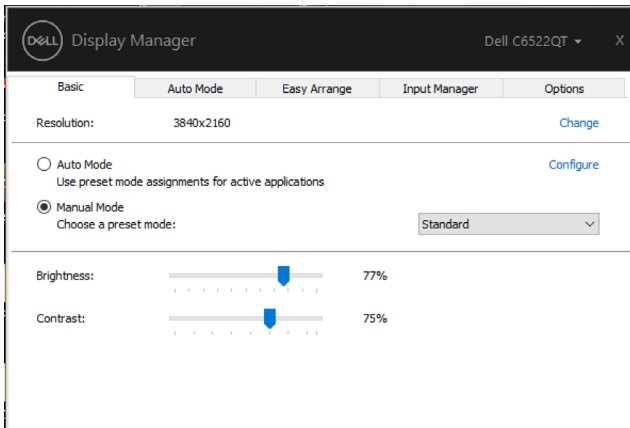 DELL Display Manager Dell C6522QT X
Basic Auto Mode Easy Arrange Input Manager Options
Resolution: 3840x2160 Change
Auto Mode Configure
Use preset mode assignments for active applications
Manual Mode
Choose a preset mode: Standard
Brightness: 77%
Contrast: 75%